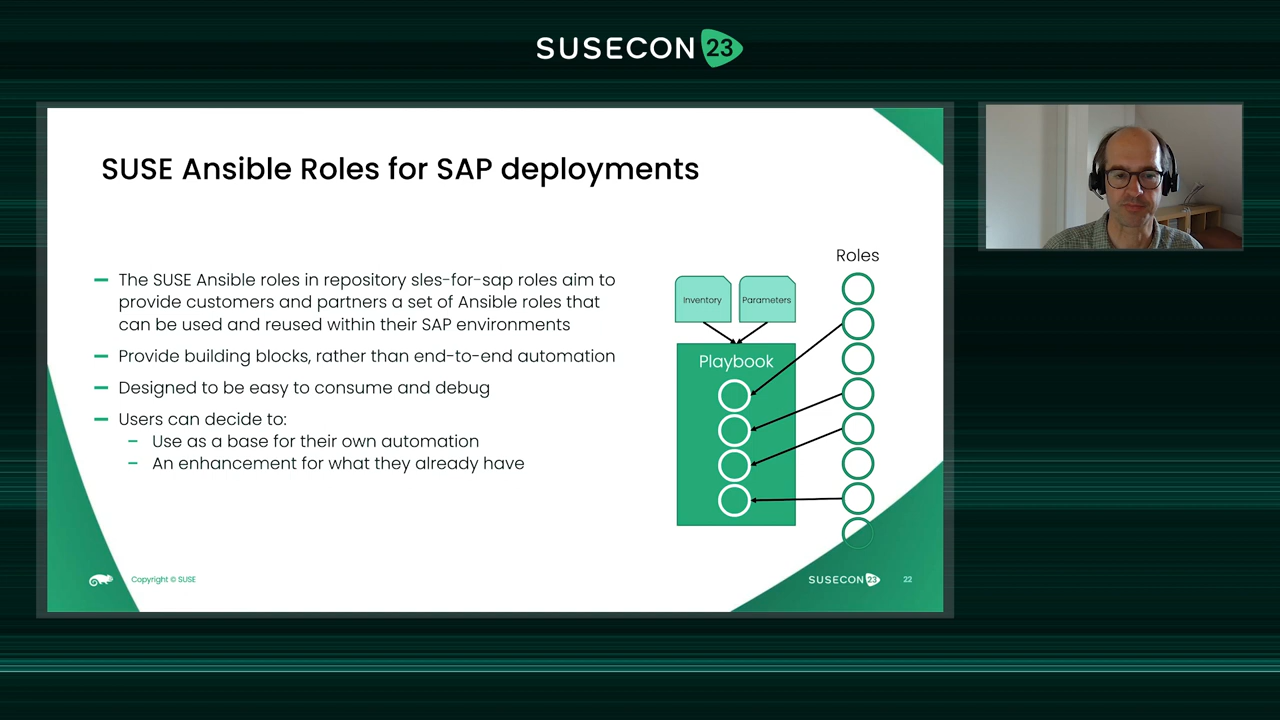 SUSECON 23
SUSE Ansible Roles for SAP deployments
The SUSE Ansible roles in repository sles-for-sap roles aim to
provide customers and partners a set of Ansible roles that
can be used and reused within their SAP environments
Provide building blocks, rather than end-to-end automation
Designed to be easy to consume and debug
Users can decide to:
Use as a base for their own automation
An enhancement for what they already have
Roles
Inventory
Parameters
Playbook
Copyright © SUSE
SUSECON 23
22